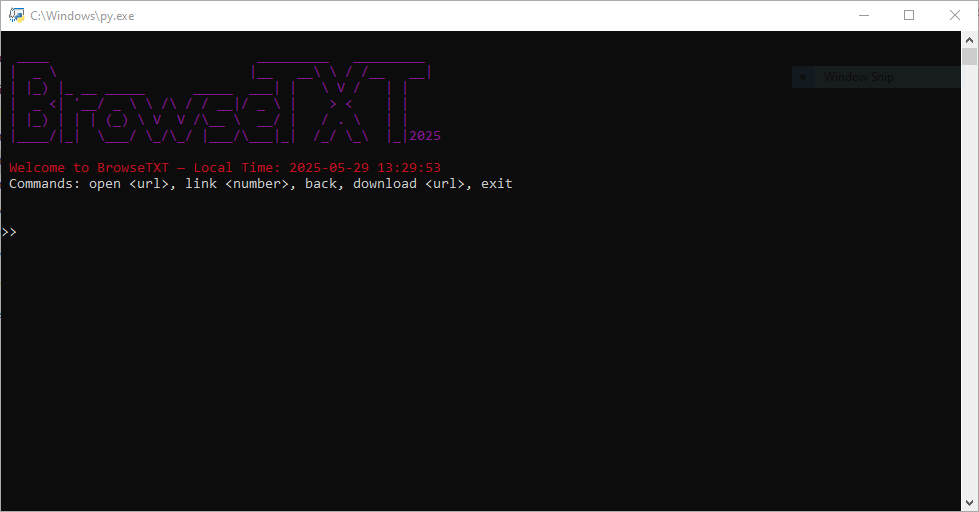 C:\Windows\py.exe
BrowseTXT
2025
Window Snip
Welcome to BrowseTXT — Local Time: 2025-05-29 13:29:53
Commands: open <url>, link <number>, back, download <url>, exit
>>